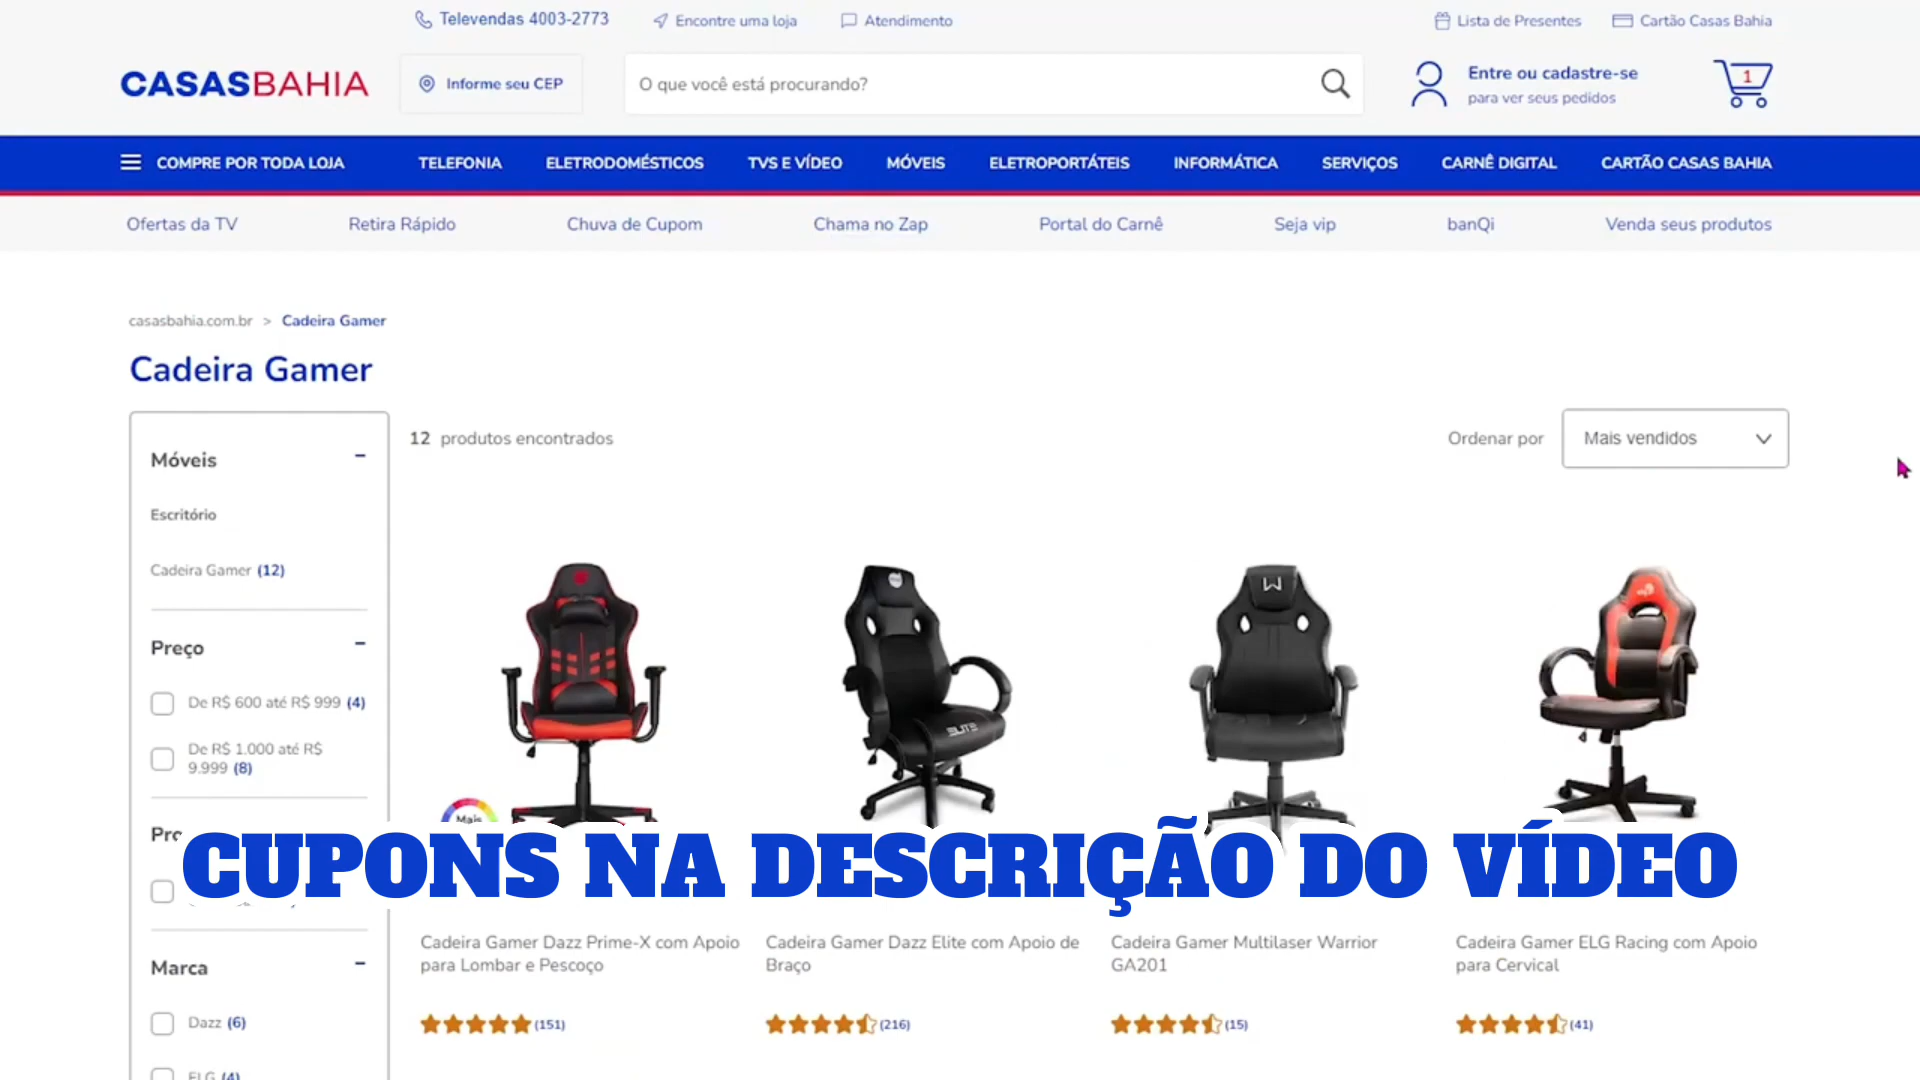 Televendas 4003-2773
Encontre uma loja
Atendimento
Lista de Presentes
Cartão Casas Bahia
CASASBAHIA
Informe seu CEP
O que você está procurando?
Entre ou cadastre-se
para ver seus pedidos
1
COMPRE POR TODA LOJA
TELEFONIA
ELETRODOMÉSTICOS
TVS E VÍDEO
MÓVEIS
ELETROPORTÁTEIS
INFORMÁTICA
SERVIÇOS
CARNÊ DIGITAL
CARTÃO CASAS BAHIA
Ofertas da TV
Retira Rápido
Chuva de Cupom
Chama no Zap
Portal do Carnê
Seja vip
banQi
Venda seus produtos
casasbahia.com.br > Cadeira Gamer
Cadeira Gamer
12 produtos encontrados
Ordenar por
Mais vendidos
Móveis
Escritório
Cadeira Gamer (12)
Preço
De R$ 600 até R$ 999 (4)
De R$ 1.000 até R$
9.999 (8)
W
ELITE
Mais
Pro
CUPONS NA DESCRIÇÃO DO VÍDEO
Marca
Dazz (6)
ELG (4)
Cadeira Gamer Dazz Prime-X com Apoio
para Lombar e Pescoço
(151)
Cadeira Gamer Dazz Elite com Apoio de
Braço
(216)
Cadeira Gamer Multilaser Warrior
GA201
(15)
Cadeira Gamer ELG Racing com Apoio
para Cervical
(41)